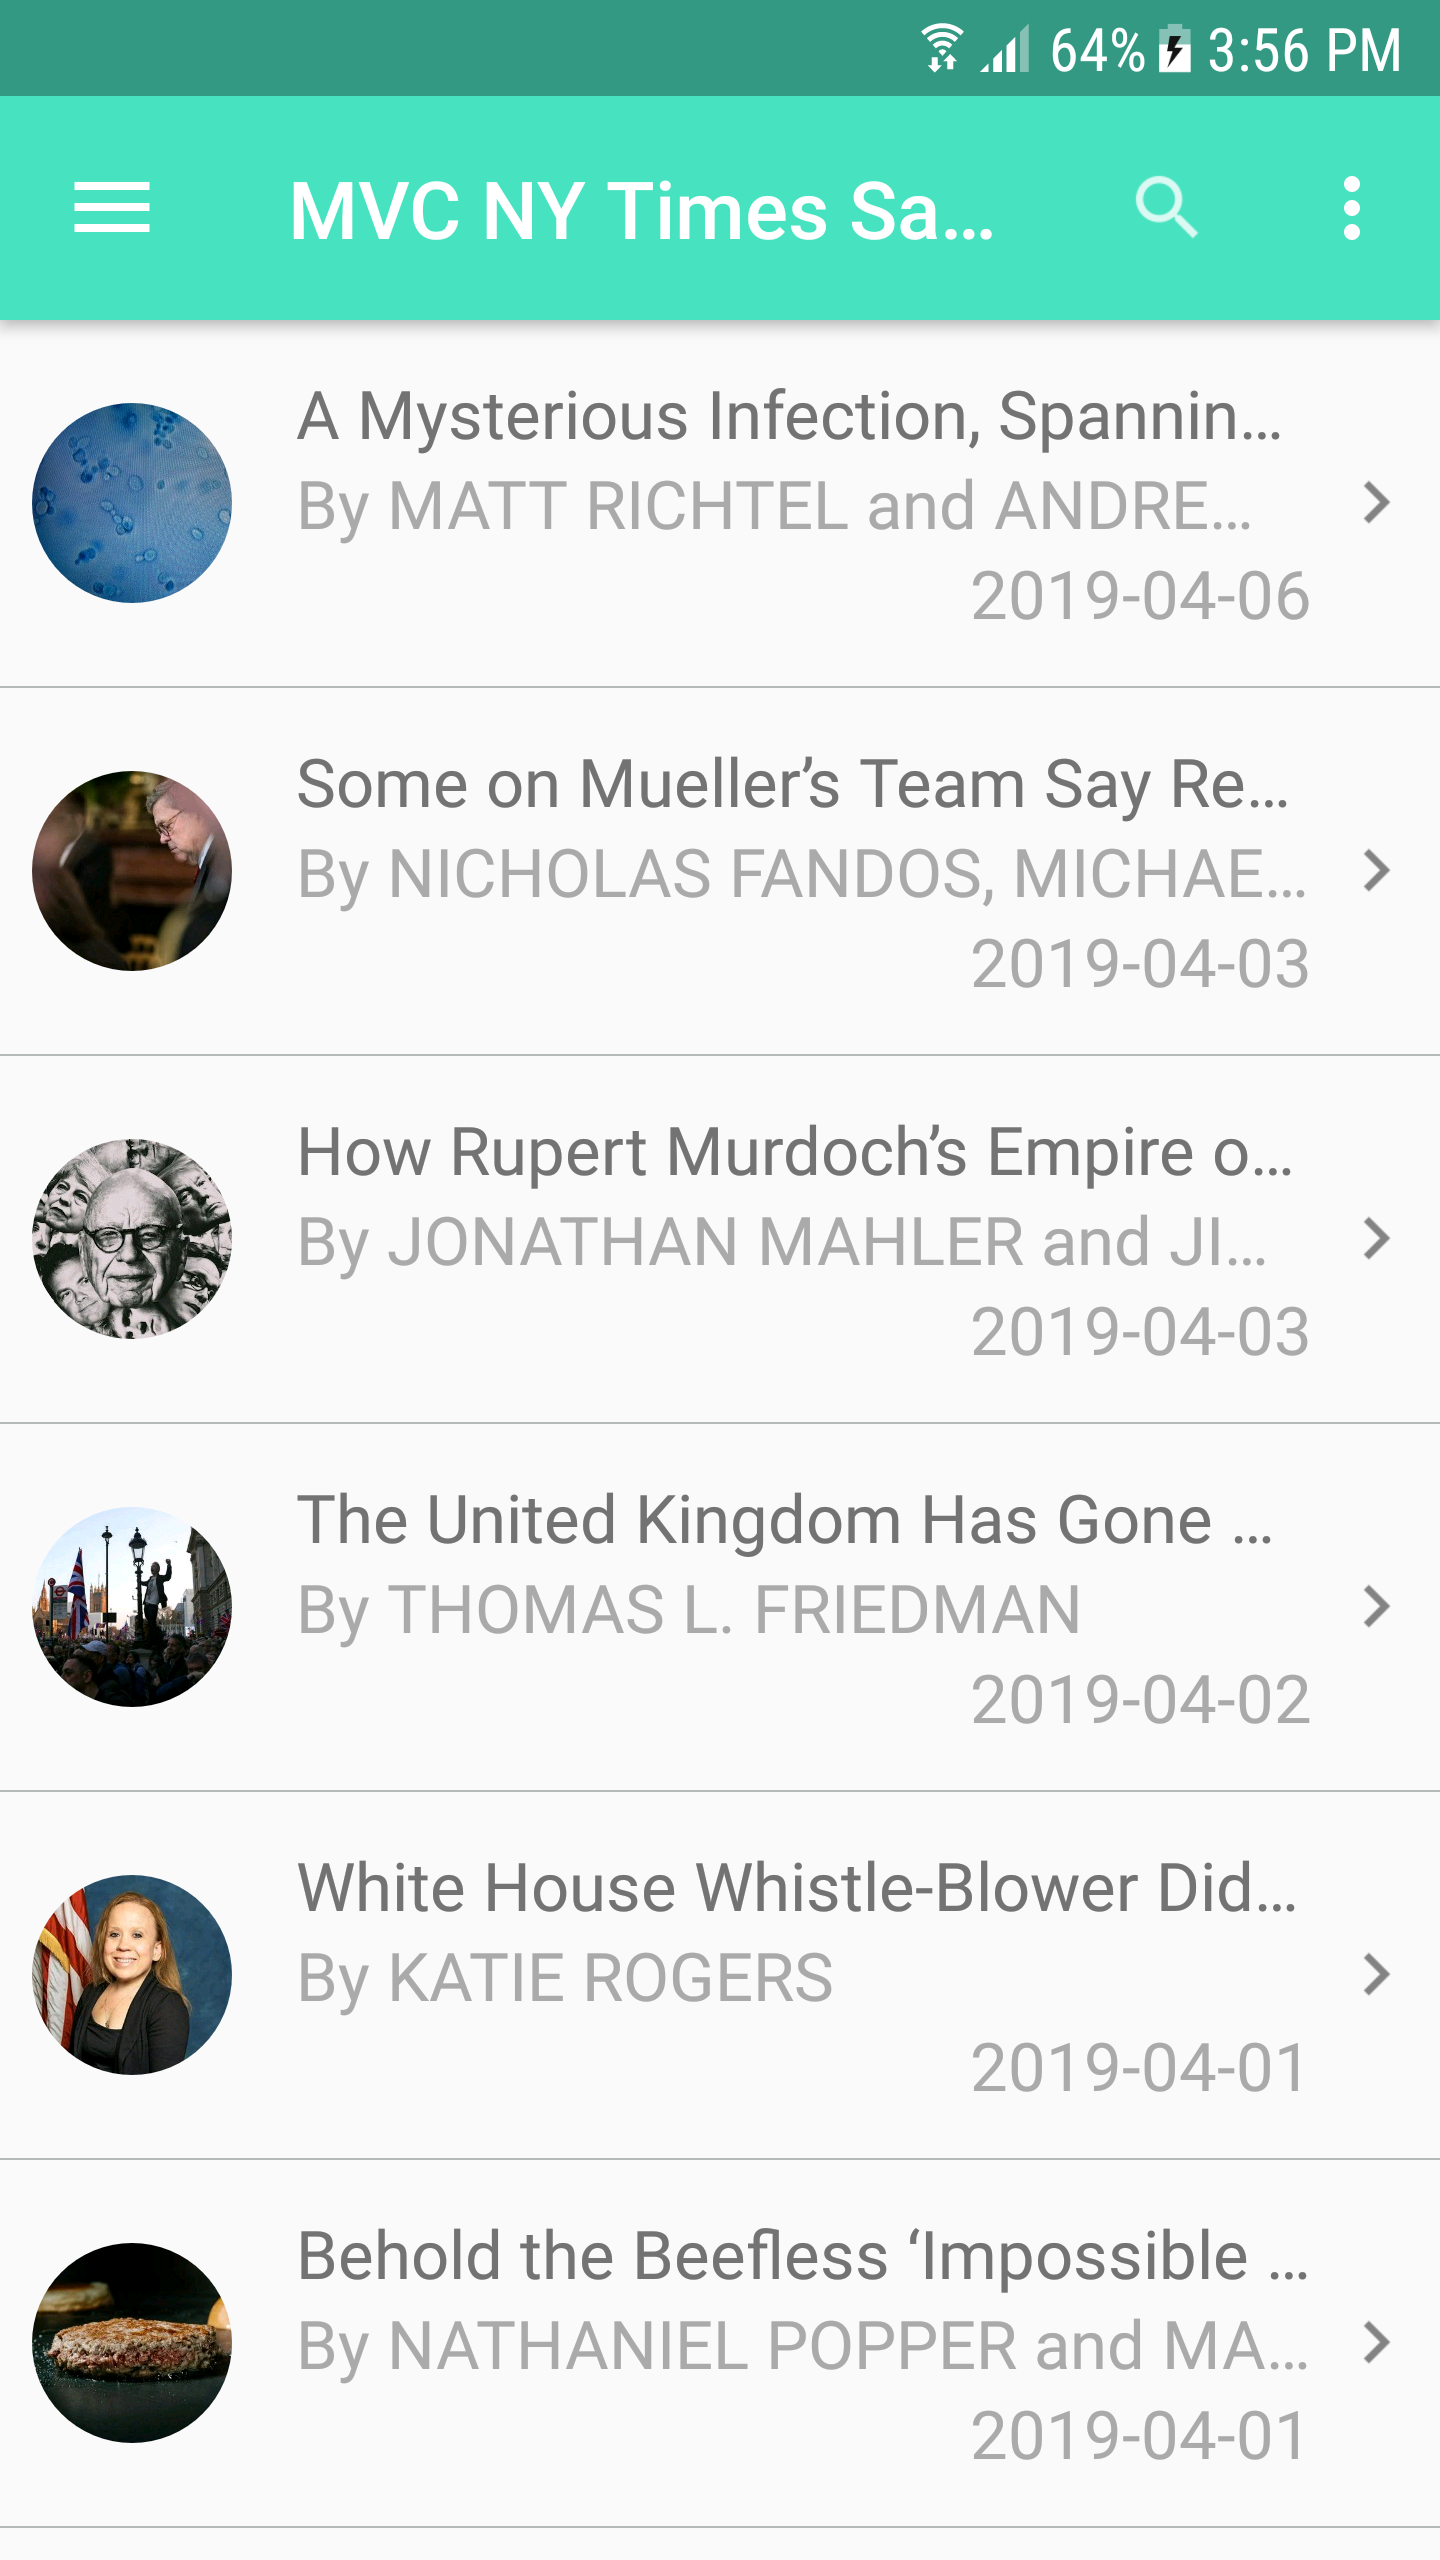 64% 3:56 PM
MVC NY Times Sa...
A Mysterious Infection, Spannin...
By MATT RICHTEL and ANDRE...
2019-04-06
Some on Mueller’s Team Say Re...
By NICHOLAS FANDOS, MICHAE...
2019-04-03
How Rupert Murdoch’s Empire o...
By JONATHAN MAHLER and JI...
2019-04-03
The United Kingdom Has Gone ...
By THOMAS L. FRIEDMAN
2019-04-02
White House Whistle-Blower Did...
By KATIE ROGERS
2019-04-01
Behold the Beefless ‘Impossible ...
By NATHANIEL POPPER and MA...
2019-04-01